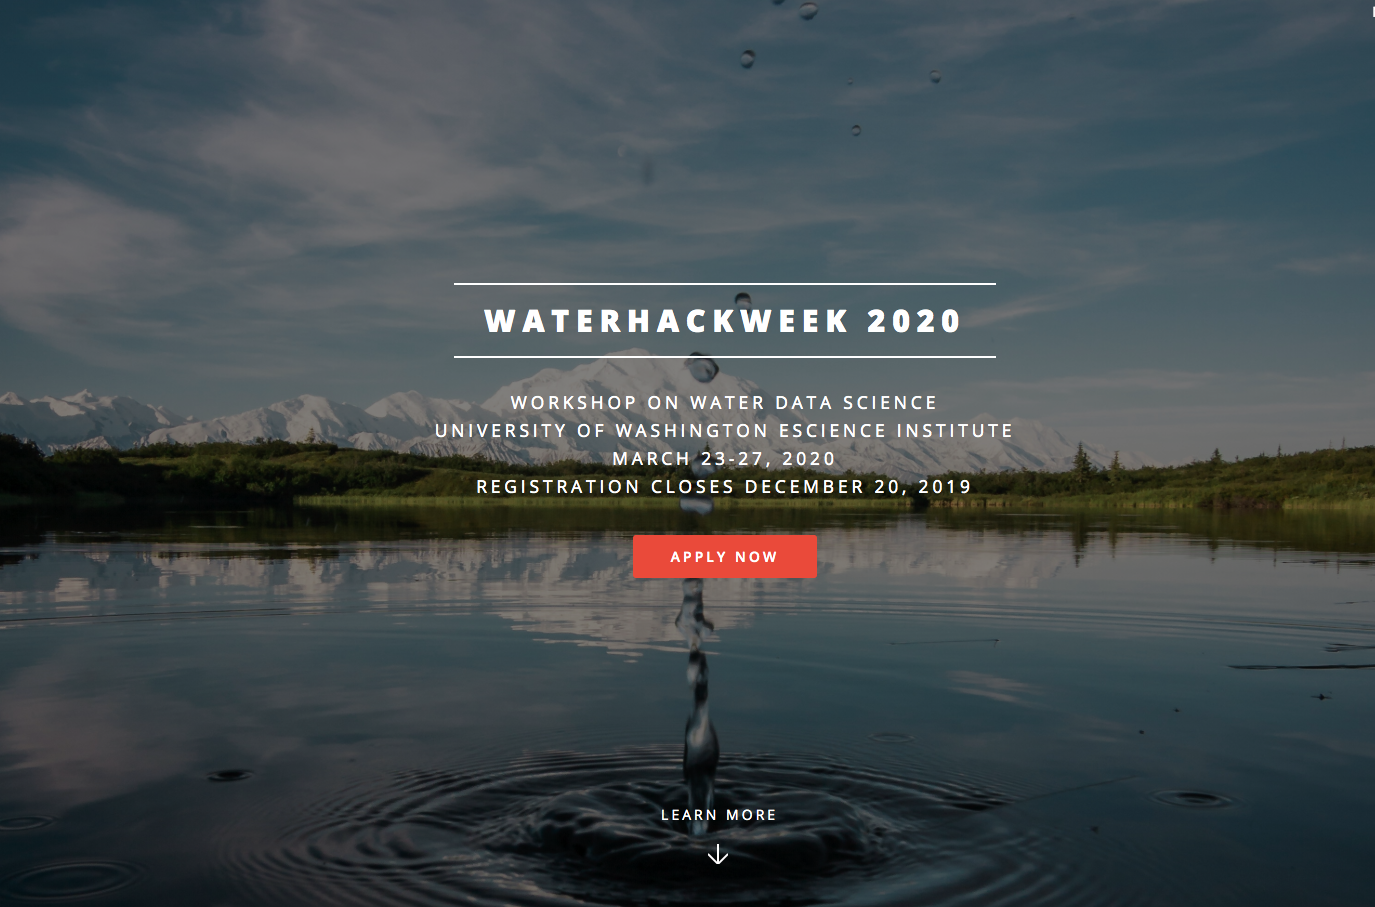 WATERHACKWEEK 2020
WORKSHOP ON WATER DATA SCIENCE
UNIVERSITY OF WASHINGTON ESCIENCE INSTITUTE
MARCH 23-27, 2020
REGISTRATION CLOSES DECEMBER 20, 2019
APPLY NOW
LEARN MORE